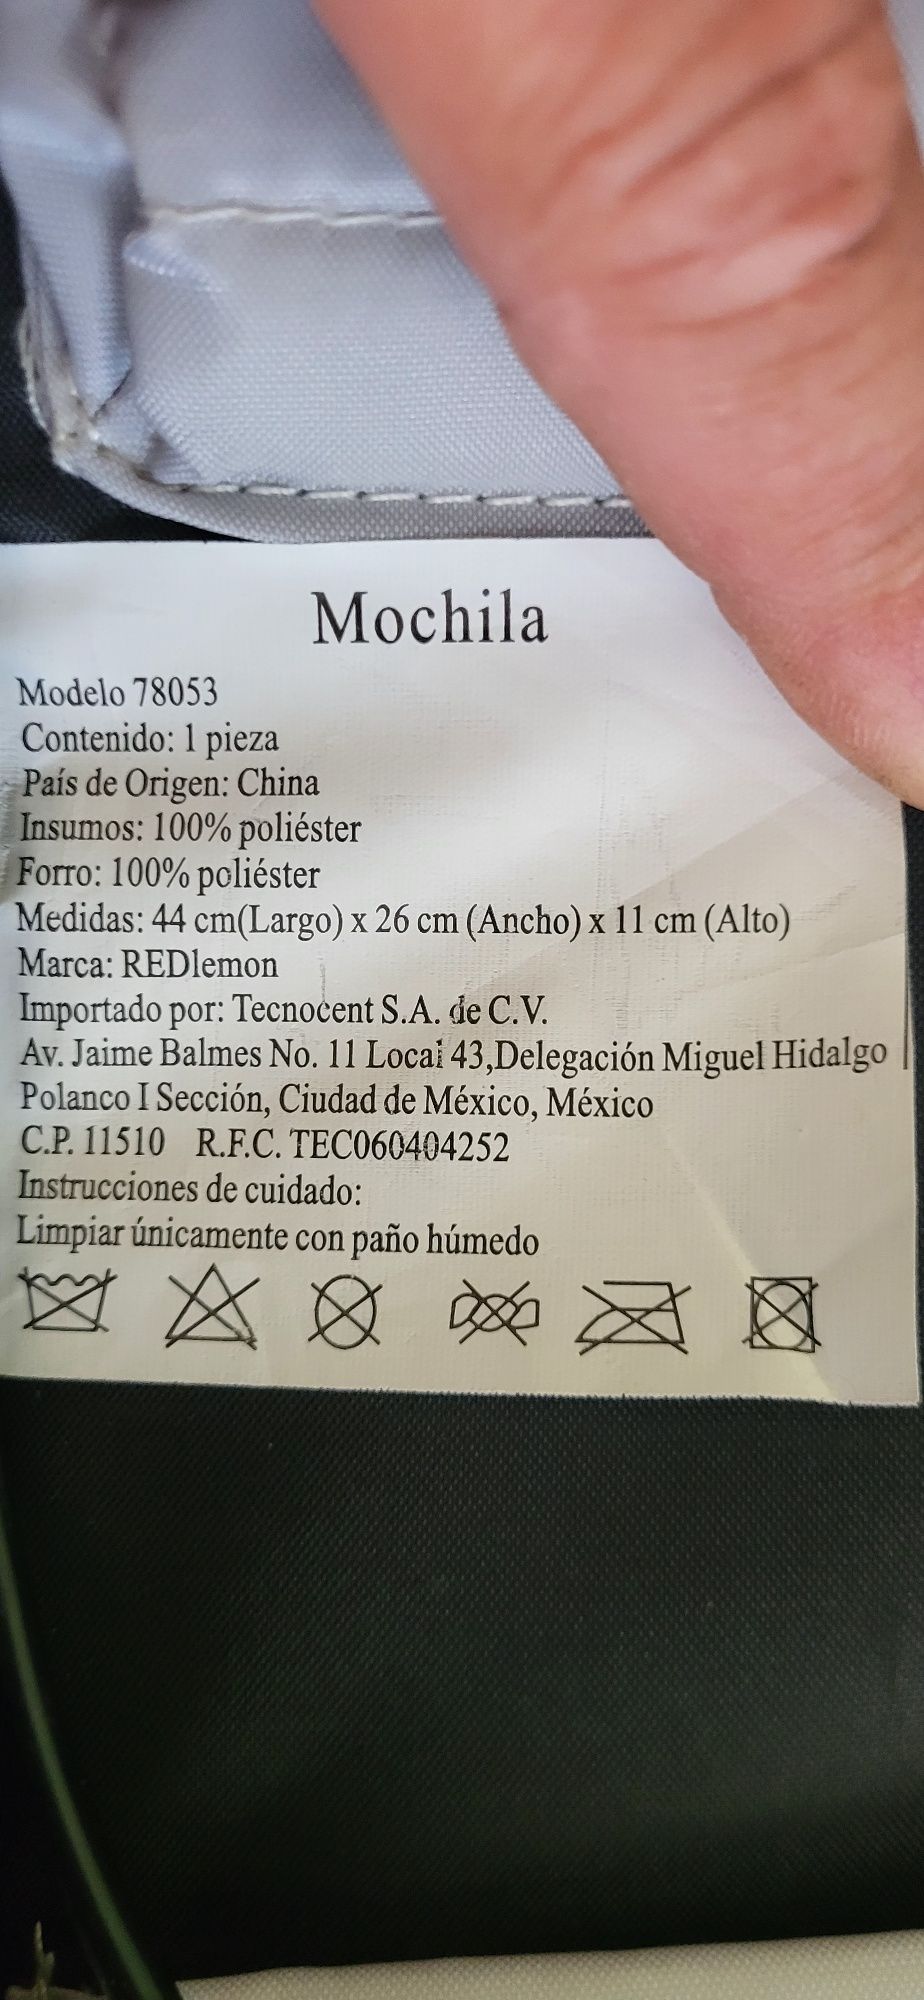 Mochila
Modelo 78053
Contenido: 1 pieza
País de Origen: China
Insumos: 100% poliéster
Forro: 100% poliéster
Medidas: 44 cm(Largo) x 26 cm (Ancho) x 11 cm (Alto)
Marca: REDlemon
Importado por: Tecnocent S.A. de C.V.
Av. Jaime Balmes No. 11 Local 43,Delegación Miguel Hidalgo
Polanco I Sección, Ciudad de México, México
C.P. 11510 R.F.C. TEC060404252
Instrucciones de cuidado:
Limpiar únicamente con paño húmedo